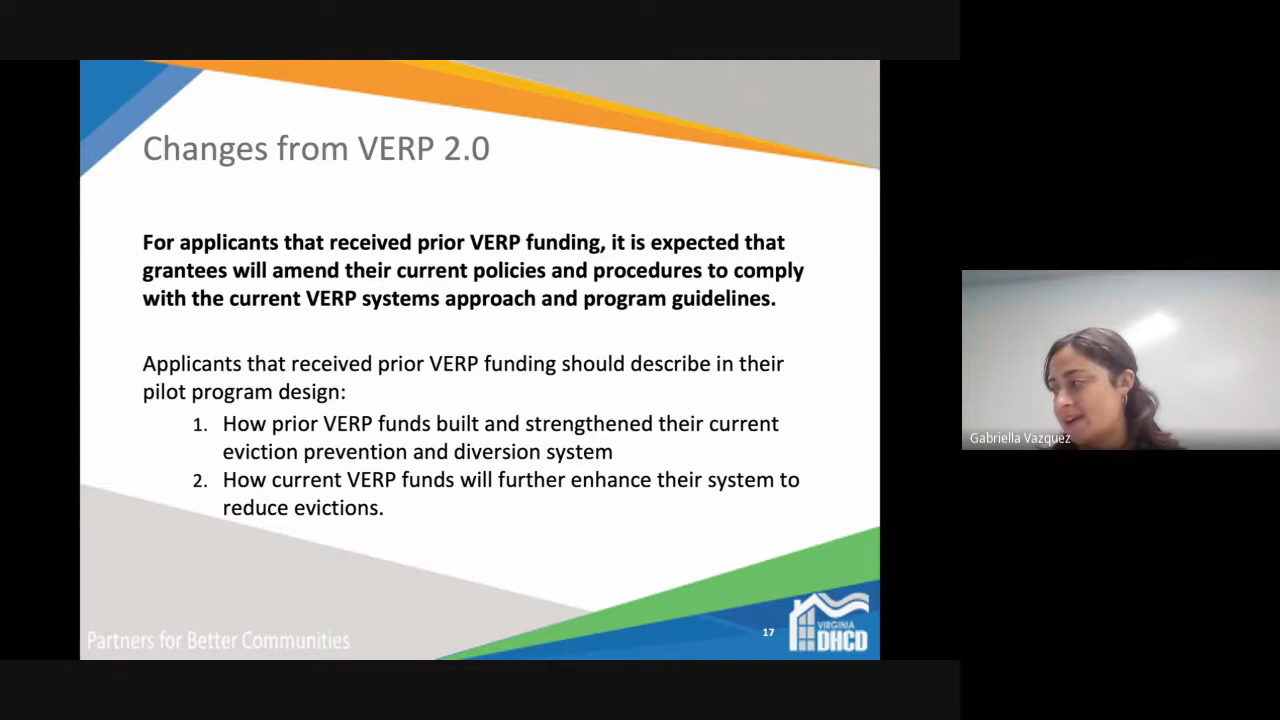 Changes from VERP 2.0
For applicants that received prior VERP funding, it is expected that
grantees will amend their current policies and procedures to comply
with the current VERP systems approach and program guidelines.
Applicants that received prior VERP funding should describe in their
pilot program design:
1. How prior VERP funds built and strengthened their current
eviction prevention and diversion system
2. How current VERP funds will further enhance their system to
reduce evictions.
Partners for Better Communities
17
VIRGINIA
DHCD
Gabriella Vazquez